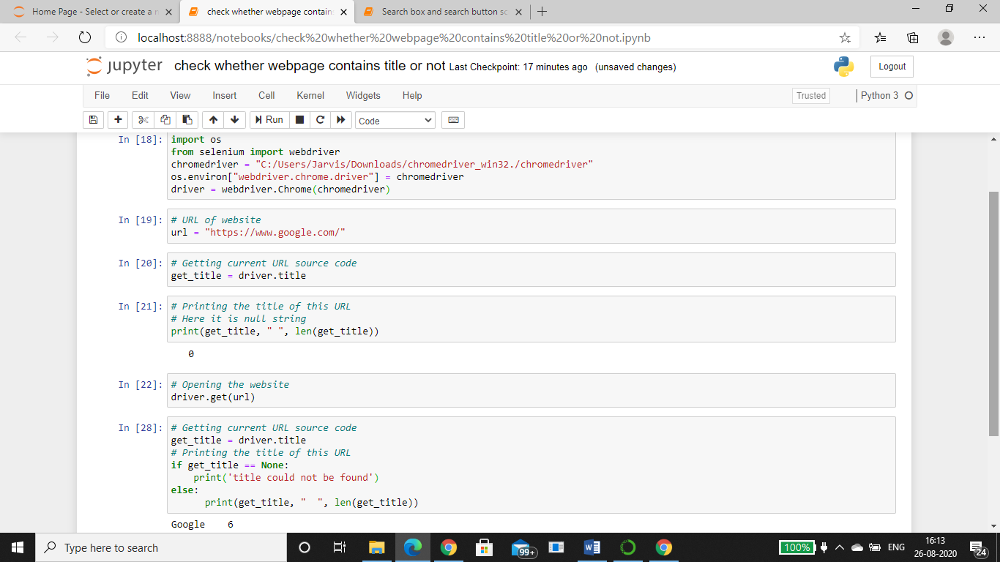 Home Page - Select or create a n
check whether webpage contains
Search box and search button sc
localhost:8888/notebooks/check%20whether%20webpage%20contains%20title%20or%20not.ipynb
jupyter check whether webpage contains title or not Last Checkpoint: 17 minutes ago (unsaved changes)
Logout
File Edit View Insert Cell Kernel Widgets Help
Trusted
Python 3
Run
Code
In [18]: import os
from selenium import webdriver
chromedriver = "C:/Users/Jarvis/Downloads/chromedriver_win32./chromedriver"
os.environ["webdriver.chrome.driver"] = chromedriver
driver = webdriver.Chrome(chromedriver)
In [19]: # URL of website
url = "https://www.google.com/"
In [20]: # Getting current URL source code
get_title = driver.title
In [21]: # Printing the title of this URL
# Here it is null string
print(get_title, " ", len(get_title))
0
In [22]: # Opening the website
driver.get(url)
In [28]: # Getting current URL source code
get_title = driver.title
# Printing the title of this URL
if get_title == None:
    print('title could not be found')
else:
      print(get_title, "  ", len(get_title))
Google    6
Type here to search
99+
100%
ENG
16:13
26-08-2020
24